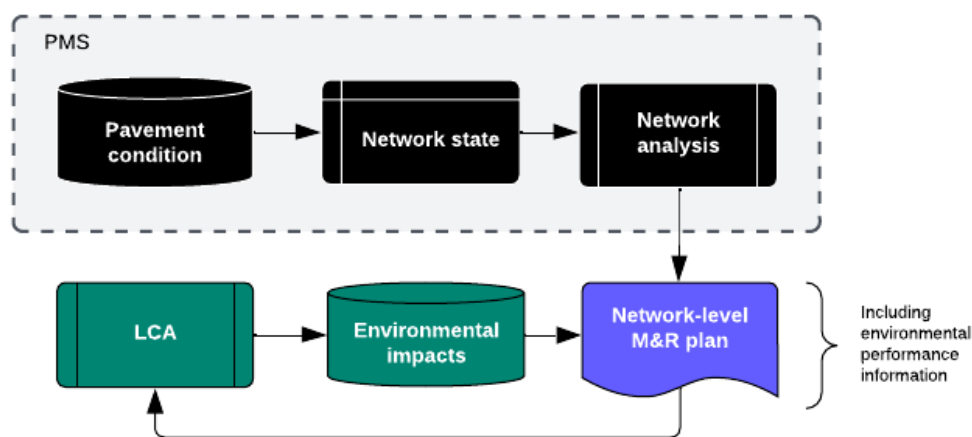 PMS
Pavement
condition
Network state
Network
analysis
LCA
Environmental
impacts
Network-level
M&R plan
Including
environmental
performance
information